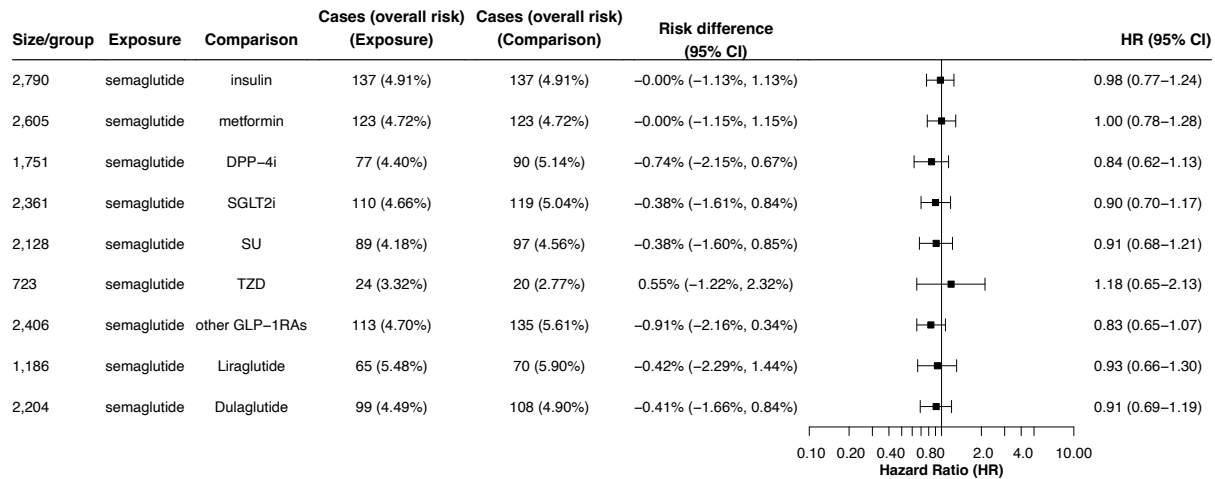 Size/group Exposure Comparison Cases (overall risk) (Exposure) Cases (overall risk) (Comparison) Risk difference (95% CI) HR (95% CI)
2,790 semaglutide insulin 137 (4.91%) 137 (4.91%) −0.00% (−1.13%, 1.13%) 0.98 (0.77−1.24)
2,605 semaglutide metformin 123 (4.72%) 123 (4.72%) −0.00% (−1.15%, 1.15%) 1.00 (0.78−1.28)
1,751 semaglutide DPP−4i 77 (4.40%) 90 (5.14%) −0.74% (−2.15%, 0.67%) 0.84 (0.62−1.13)
2,361 semaglutide SGLT2i 110 (4.66%) 119 (5.04%) −0.38% (−1.61%, 0.84%) 0.90 (0.70−1.17)
2,128 semaglutide SU 89 (4.18%) 97 (4.56%) −0.38% (−1.60%, 0.85%) 0.91 (0.68−1.21)
723 semaglutide TZD 24 (3.32%) 20 (2.77%) 0.55% (−1.22%, 2.32%) 1.18 (0.65−2.13)
2,406 semaglutide other GLP−1RAs 113 (4.70%) 135 (5.61%) −0.91% (−2.16%, 0.34%) 0.83 (0.65−1.07)
1,186 semaglutide Liraglutide 65 (5.48%) 70 (5.90%) −0.42% (−2.29%, 1.44%) 0.93 (0.66−1.30)
2,204 semaglutide Dulaglutide 99 (4.49%) 108 (4.90%) −0.41% (−1.66%, 0.84%) 0.91 (0.69−1.19)
0.10 0.20 0.40 0.80 2.0 4.0 10.00
Hazard Ratio (HR)